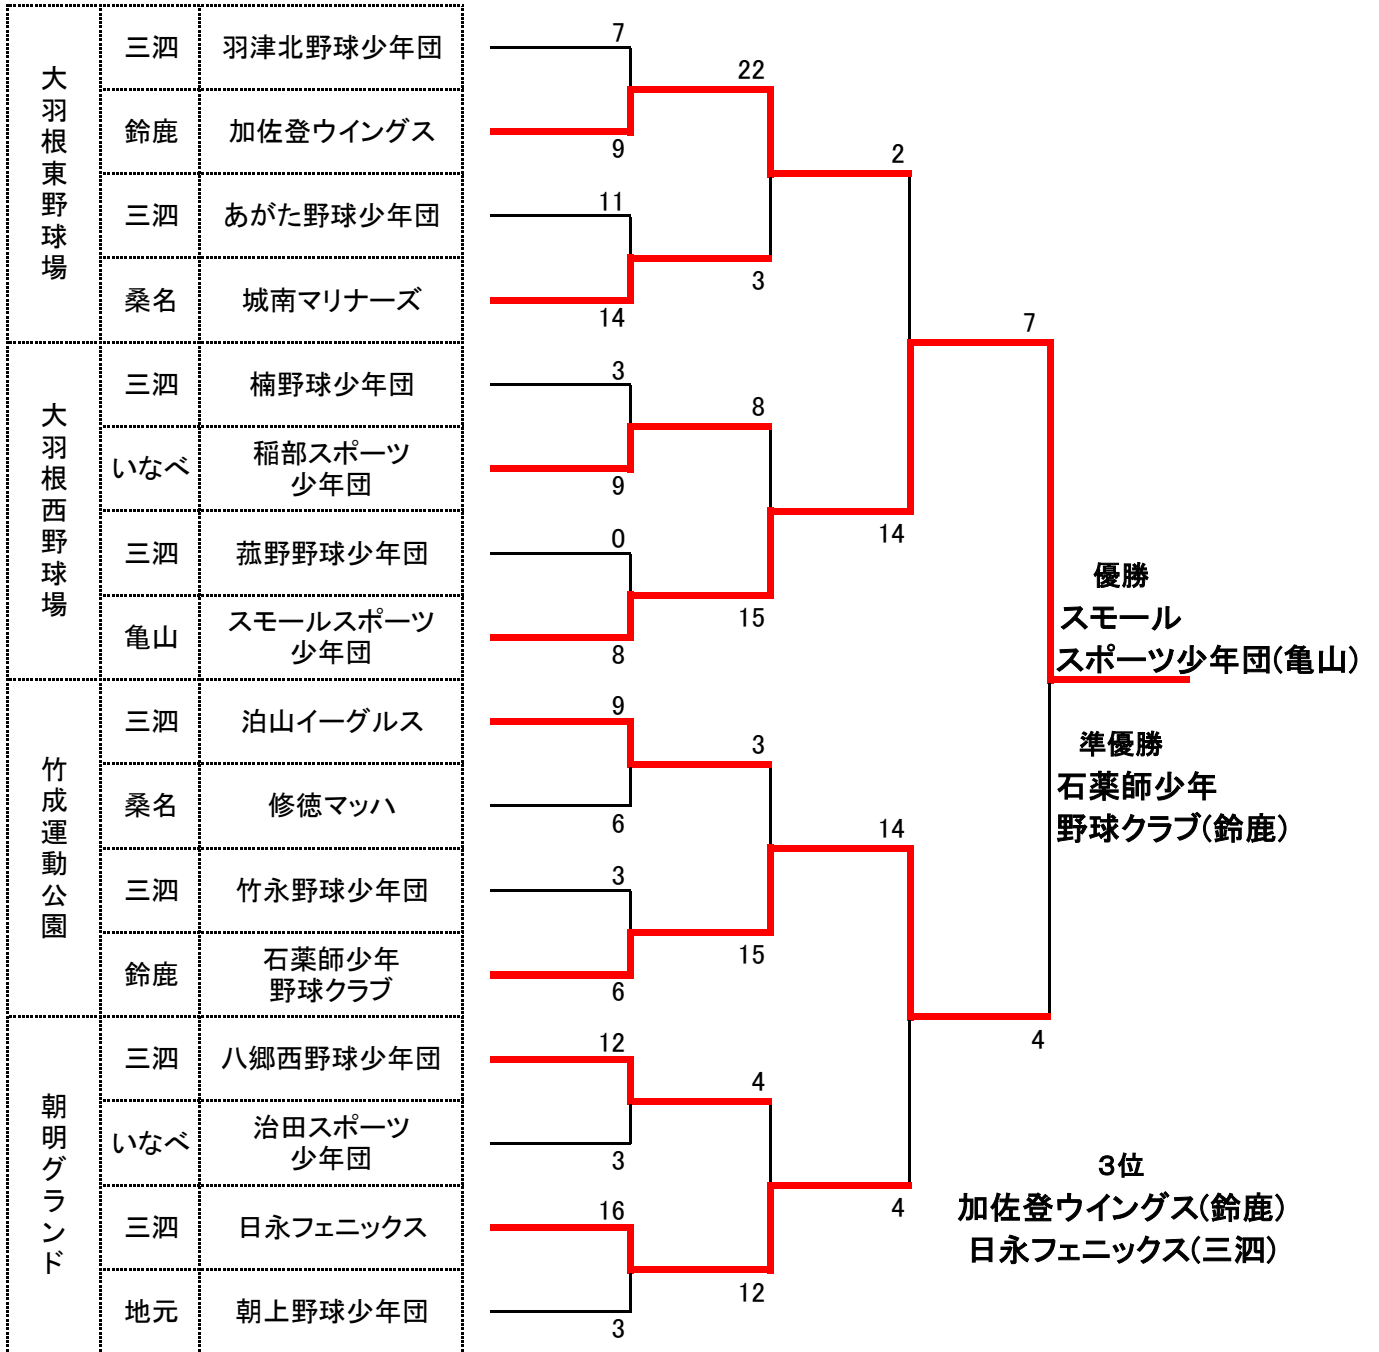 大羽根東野球場
三泗
羽津北野球少年団
7
22
鈴鹿
加佐登ウイングス
9
2
三泗
あがた野球少年団
11
3
桑名
城南マリナーズ
14
7
大羽根西野球場
三泗
楠野球少年団
3
8
いなべ
稲部スポーツ
少年団
9
14
三泗
菰野野球少年団
0
15
亀山
スモールスポーツ
少年団
8
優勝
スモール
スポーツ少年団(亀山)
竹成運動公園
三泗
泊山イーグルス
9
3
桑名
修徳マッハ
6
14
準優勝
石薬師少年
野球クラブ(鈴鹿)
三泗
竹永野球少年団
3
15
鈴鹿
石薬師少年
野球クラブ
6
4
朝明グランド
三泗
八郷西野球少年団
12
4
いなべ
治田スポーツ
少年団
3
4
三泗
日永フェニックス
16
12
地元
朝上野球少年団
3
3位
加佐登ウイングス(鈴鹿)
日永フェニックス(三泗)